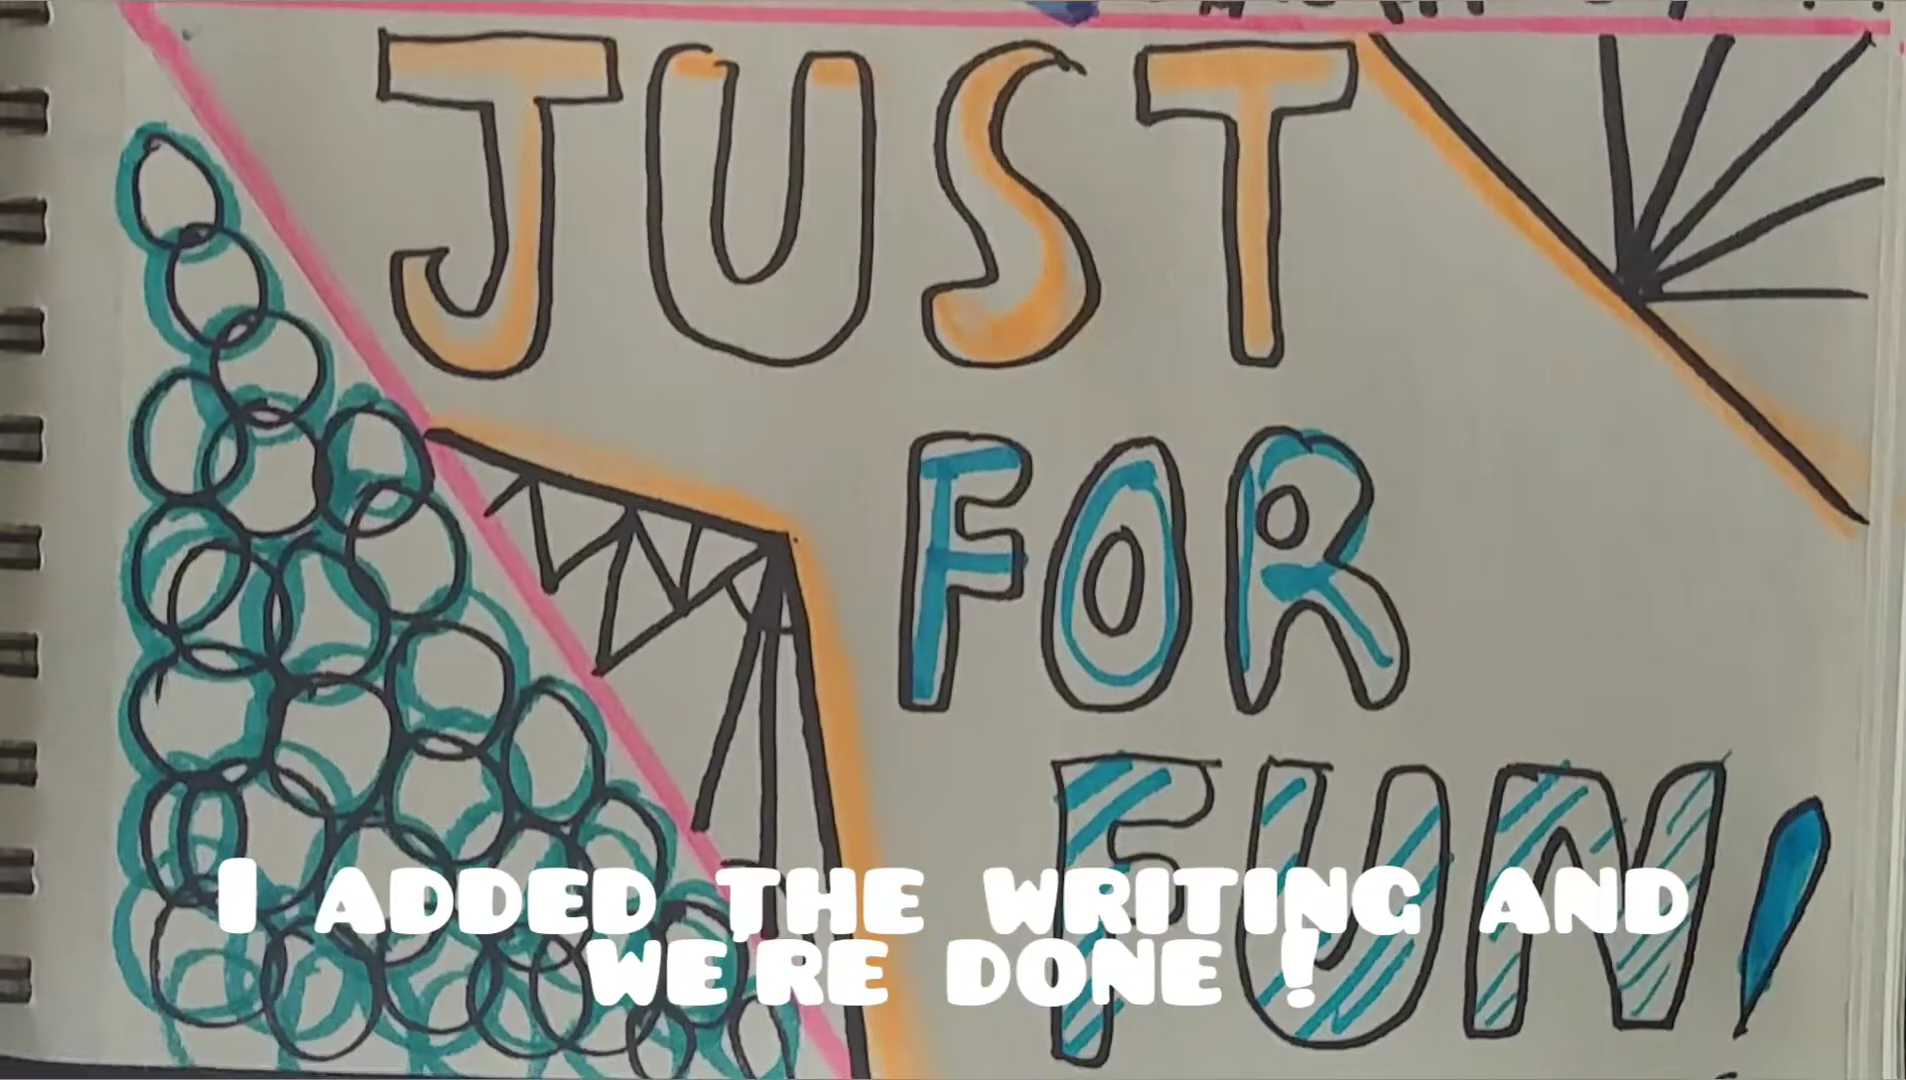 JUST
FOR
FUN!
I ADDED THE WRITING AND
WE'RE DONE !